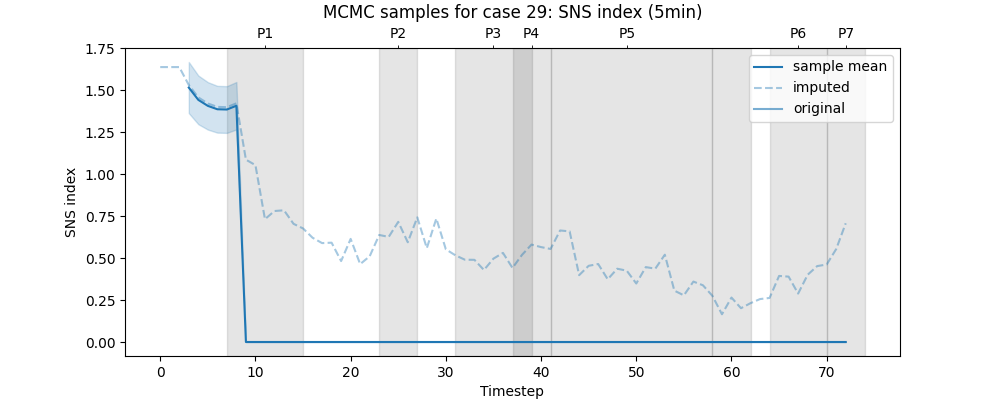 MCMC samples for case 29: SNS index (5min)
P1 P2 P3 P4 P5 P6 P7
sample mean
imputed
original
SNS index
1.75
1.50
1.25
1.00
0.75
0.50
0.25
0.00
0 10 20 30 40 50 60 70
Timestep